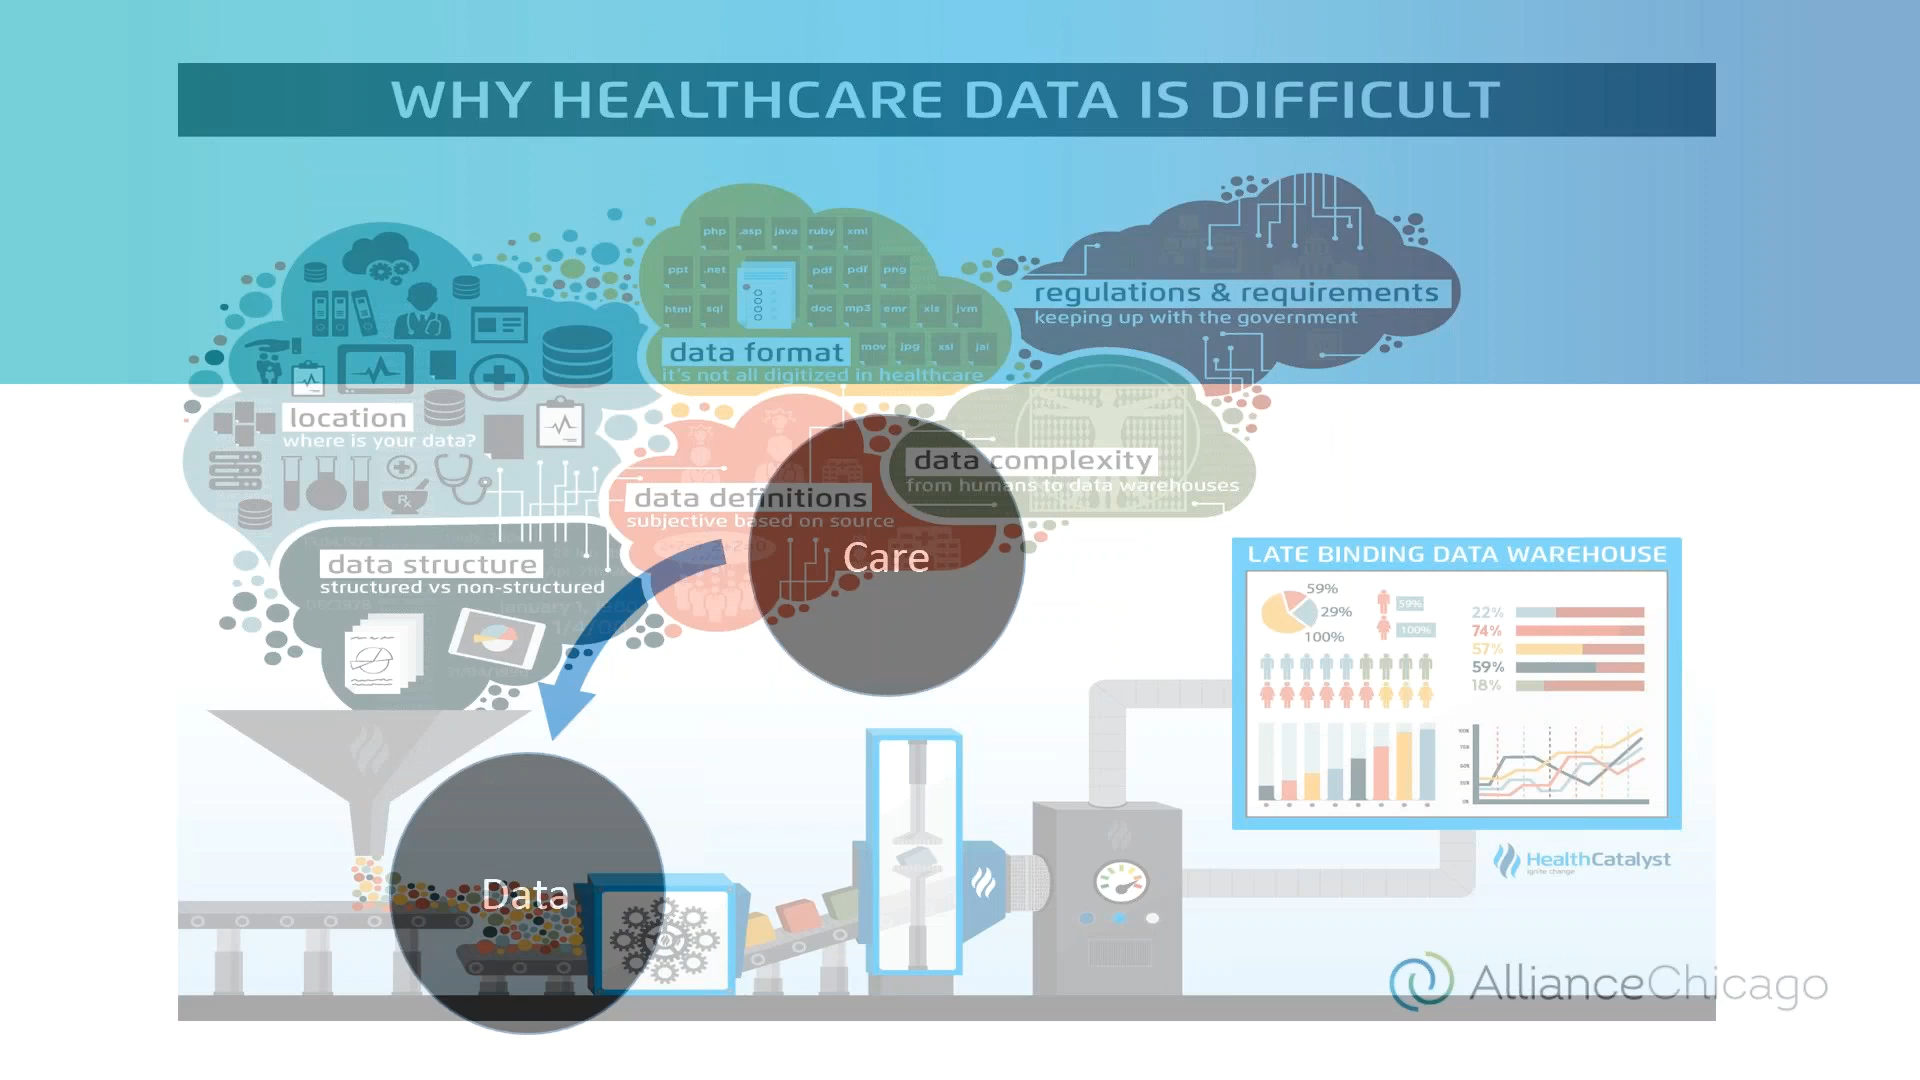 WHY HEALTHCARE DATA IS DIFFICULT
php .asp java ruby xml
ppt .net pdf pdf png
html sql doc mp3 emr xls jvm
mov jpg xsl jai
data format
it's not all digitized in healthcare
regulations & requirements
keeping up with the government
location
where is your data?
Rx
data complexity
from humans to data warehouses
data definitions
subjective based on source
data structure
structured vs non-structured
Care
Data
LATE BINDING DATA WAREHOUSE
59%
29%
100%
59%
100%
22%
74%
57%
59%
18%
HealthCatalyst
ignite change
AllianceChicago